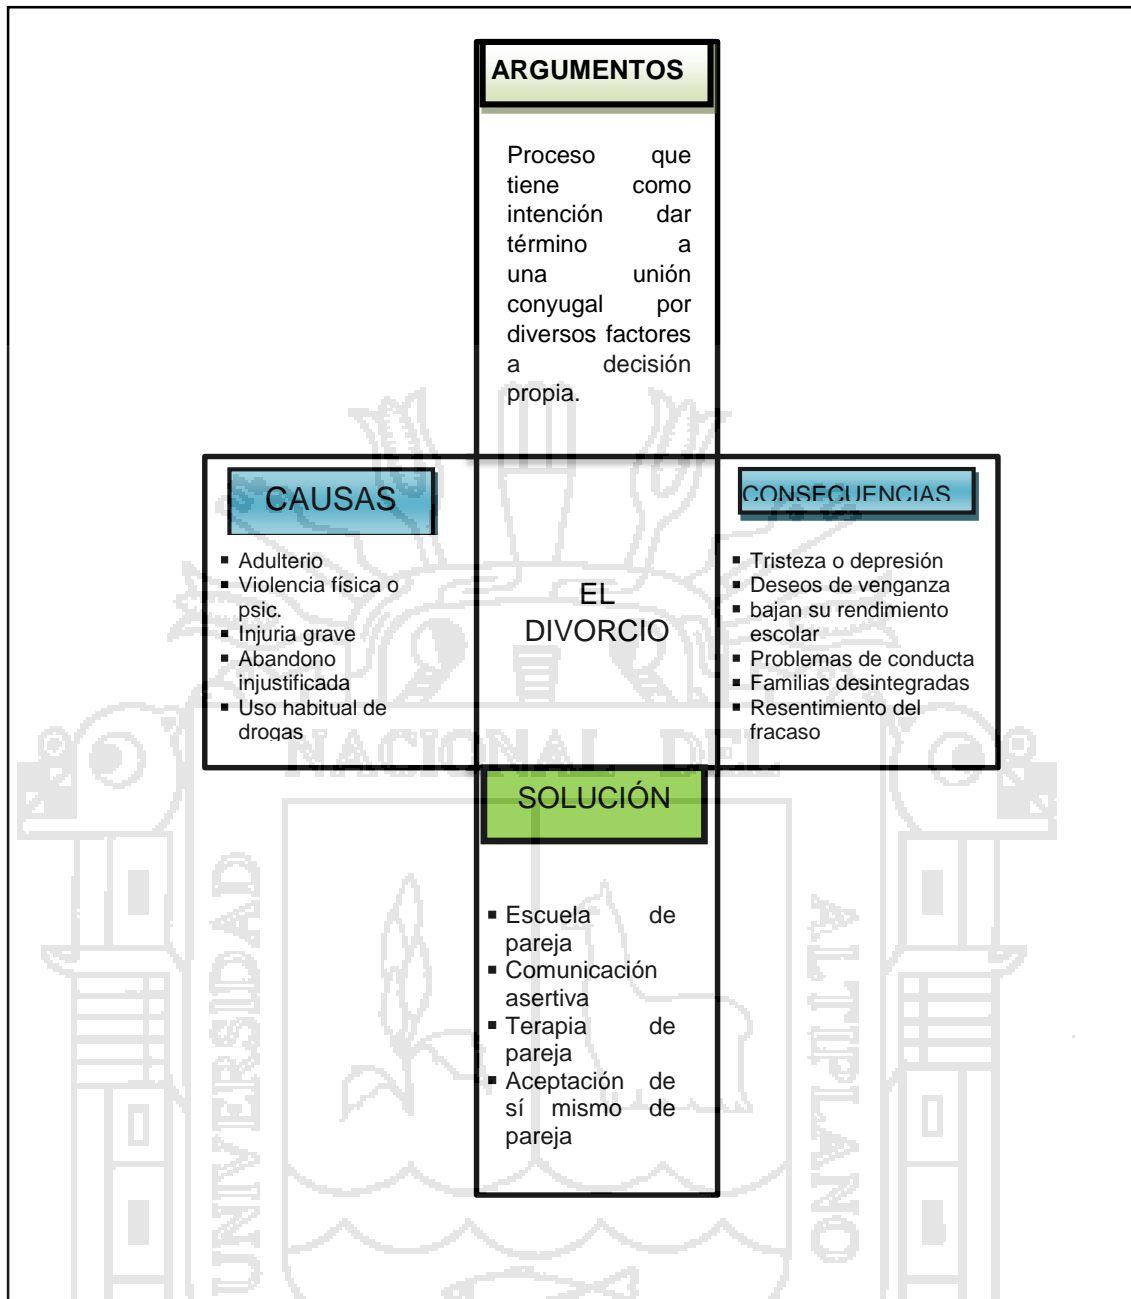 ARGUMENTOS
Proceso que
tiene como
intención dar
término a
una unión
conyugal por
diversos factores
a decisión
propia.
CAUSAS
▪ Adulterio
▪ Violencia física o
psic.
▪ Injuria grave
▪ Abandono
injustificada
▪ Uso habitual de
drogas
EL
DIVORCIO
CONSECUENCIAS
▪ Tristeza o depresión
▪ Deseos de venganza
▪ bajan su rendimiento
escolar
▪ Problemas de conducta
▪ Familias desintegradas
▪ Resentimiento del
fracaso
SOLUCIÓN
▪ Escuela de
pareja
▪ Comunicación
asertiva
▪ Terapia de
pareja
▪ Aceptación de
sí mismo de
pareja
UNIVERSIDAD
NACIONAL DEL
ALTIPLANO